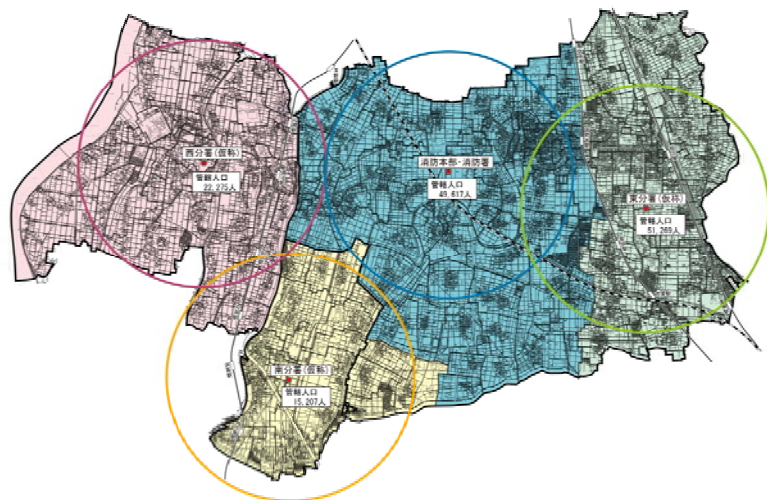 西分署(仮称)
管轄人口
22,275人
消防本部・消防署
管轄人口
49,617人
東分署(仮称)
管轄人口
51,269人
南分署(仮称)
管轄人口
15,207人